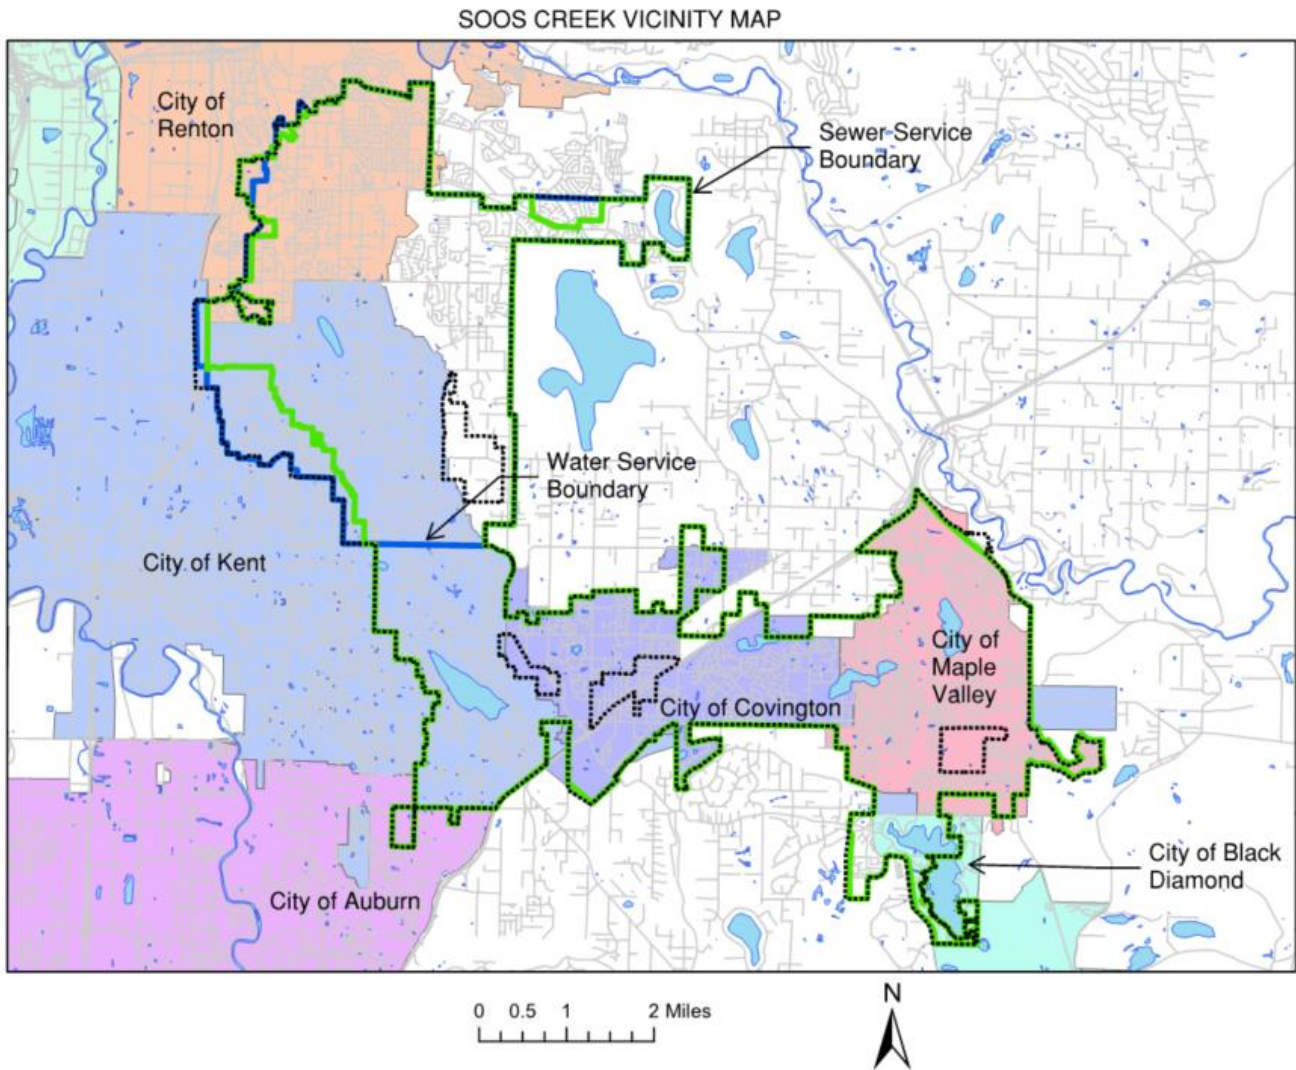 SOOS CREEK VICINITY MAP
City of
Renton
Sewer Service
Boundary
Water Service
Boundary
City of Kent
City of
Maple
Valley
City of Covington
City of Black
Diamond
City of Auburn
N
0 0.5 1 2 Miles